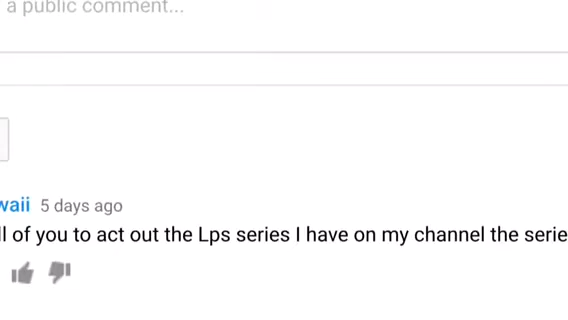 a public comment...
waii 5 days ago
ll of you to act out the Lps series I have on my channel the serie